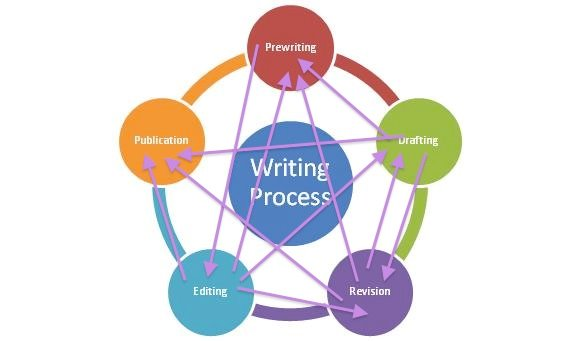 Prewriting
Publication
Drafting
Writing
Process
Editing
Revision